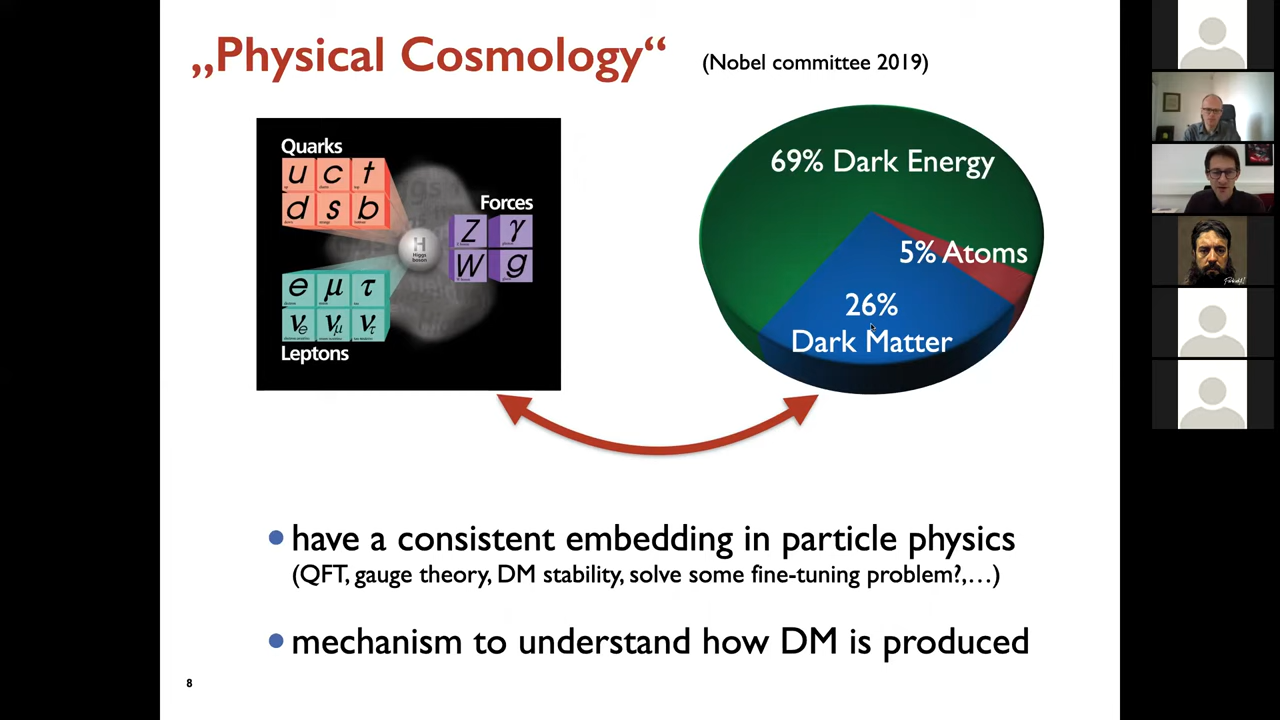 „Physical Cosmology“
(Nobel committee 2019)
Quarks
u c t
d s b
Forces
Z γ
W g
H
Higgs
boson
e μ τ
νe νμ ντ
Leptons
69% Dark Energy
5% Atoms
26%
Dark Matter
• have a consistent embedding in particle physics
(QFT, gauge theory, DM stability, solve some fine-tuning problem?,…)
• mechanism to understand how DM is produced
8